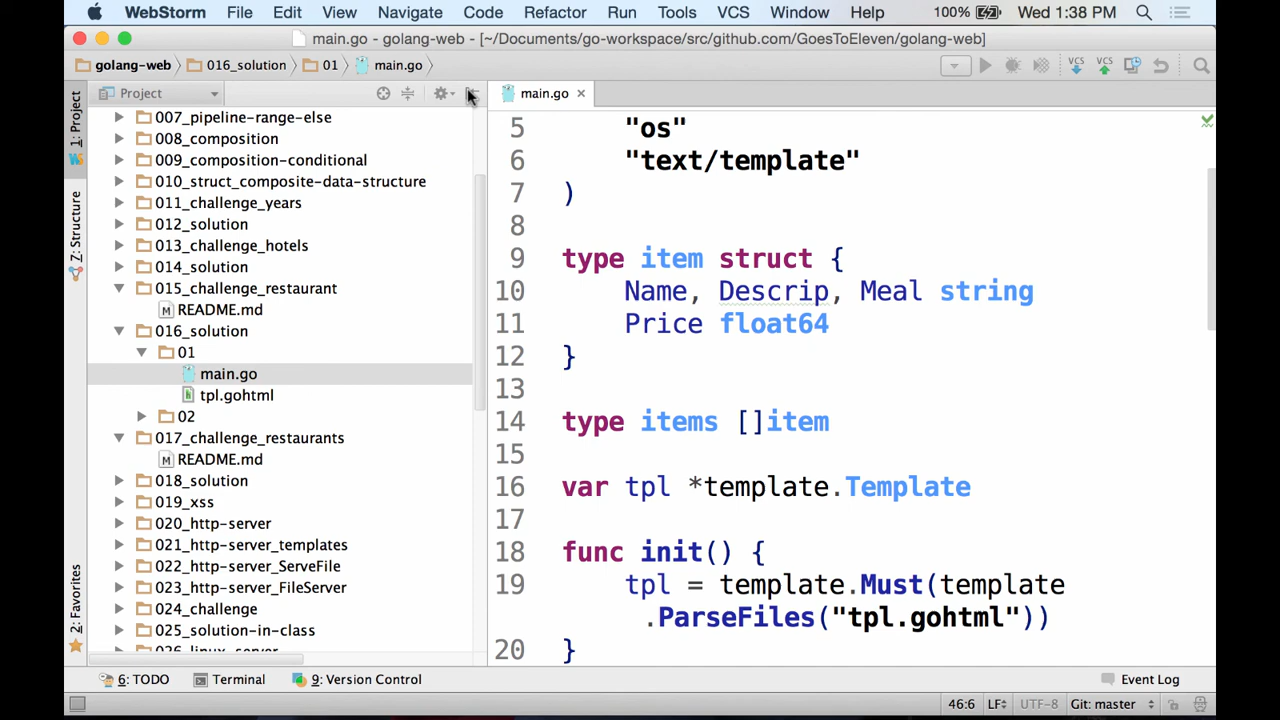 WebStorm File Edit View Navigate Code Refactor Run Tools VCS Window Help 100% Wed 1:38 PM
main.go - golang-web - [~/Documents/go-workspace/src/github.com/GoesToEleven/golang-web]
golang-web 016_solution 01 main.go
VCS VCS
Project
main.go
1: Project
7: Structure
2: Favorites
007_pipeline-range-else
008_composition
009_composition-conditional
010_struct_composite-data-structure
011_challenge_years
012_solution
013_challenge_hotels
014_solution
015_challenge_restaurant
README.md
016_solution
01
main.go
tpl.gohtml
02
017_challenge_restaurants
README.md
018_solution
019_xss
020_http-server
021_http-server_templates
022_http-server_ServeFile
023_http-server_FileServer
024_challenge
025_solution-in-class
026_linux_server
5 "os"
6 "text/template"
7 )
8
9 type item struct {
10 Name, Descrip, Meal string
11 Price float64
12 }
13
14 type items []item
15
16 var tpl *template.Template
17
18 func init() {
19 tpl = template.Must(template
.ParseFiles("tpl.gohtml"))
20 }
6: TODO Terminal 9: Version Control Event Log
46:6 LF UTF-8 Git: master